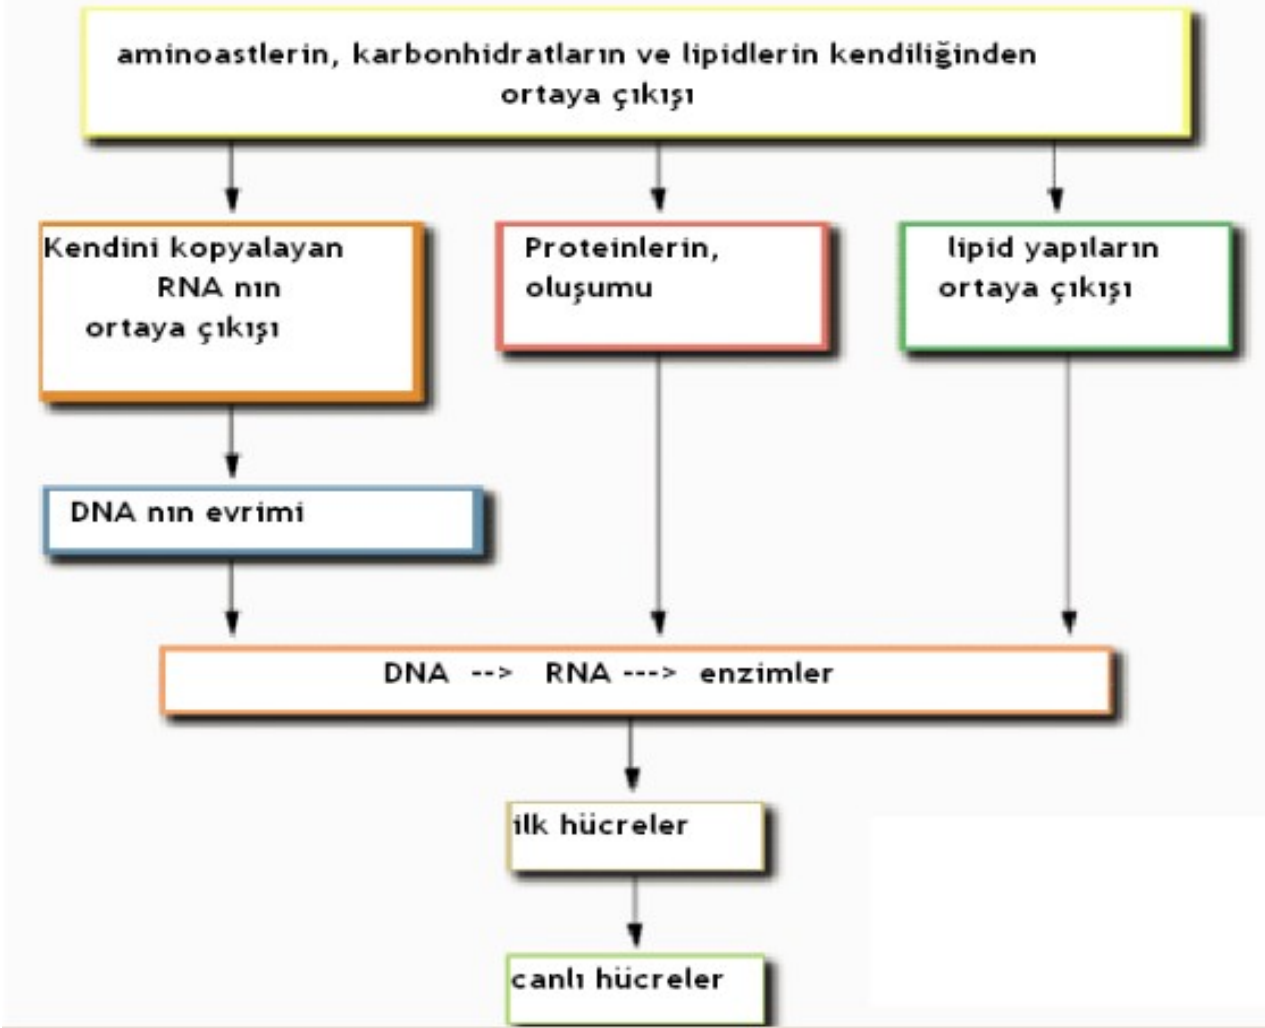 aminoastlerin, karbonhidratların ve lipidlerin kendiliğinden
ortaya çıkışı
Kendini kopyalayan
RNA nın
ortaya çıkışı
Proteinlerin,
oluşumu
lipid yapıların
ortaya çıkışı
DNA nın evrimi
DNA --> RNA ---> enzimler
ilk hücreler
canlı hücreler